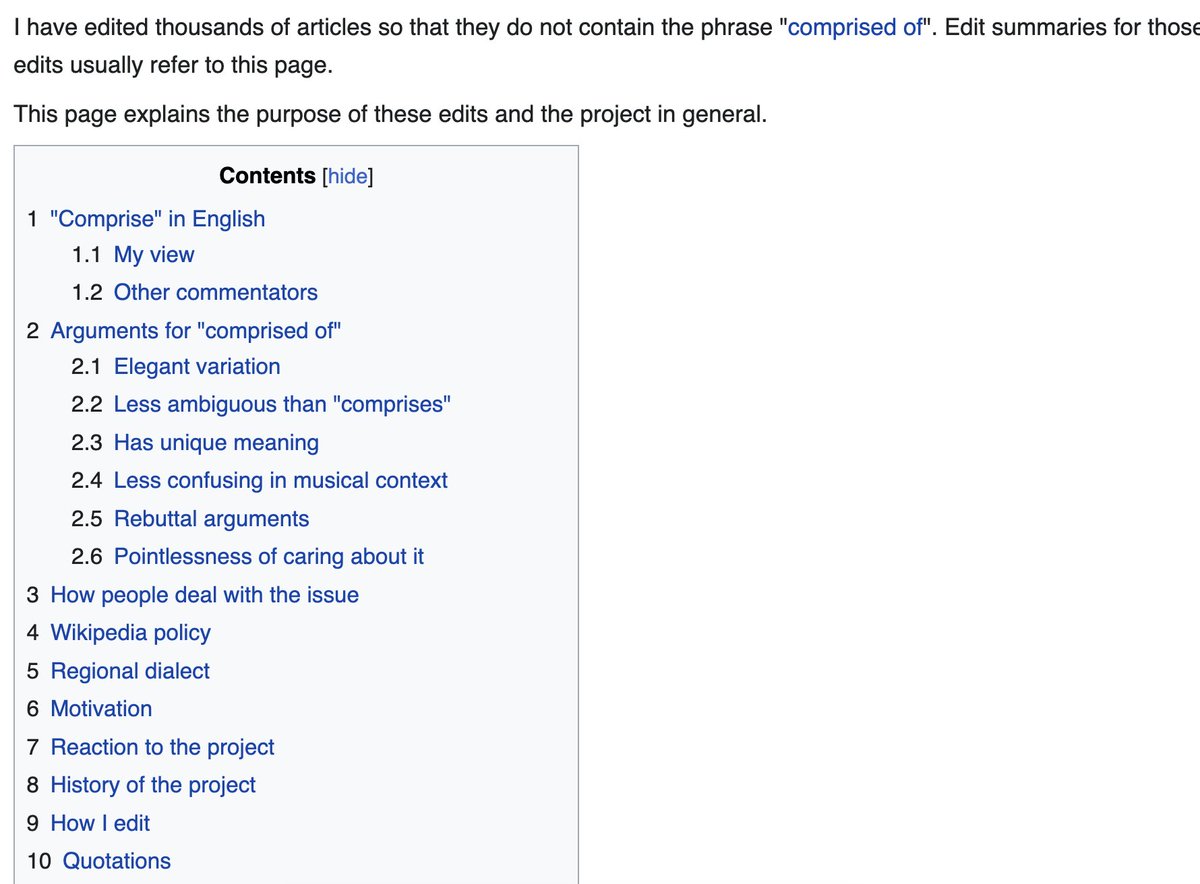 I have edited thousands of articles so that they do not contain the phrase "comprised of". Edit summaries for those
edits usually refer to this page.
This page explains the purpose of these edits and the project in general.
Contents [hide]
1 "Comprise" in English
1.1 My view
1.2 Other commentators
2 Arguments for "comprised of"
2.1 Elegant variation
2.2 Less ambiguous than "comprises"
2.3 Has unique meaning
2.4 Less confusing in musical context
2.5 Rebuttal arguments
2.6 Pointlessness of caring about it
3 How people deal with the issue
4 Wikipedia policy
5 Regional dialect
6 Motivation
7 Reaction to the project
8 History of the project
9 How I edit
10 Quotations